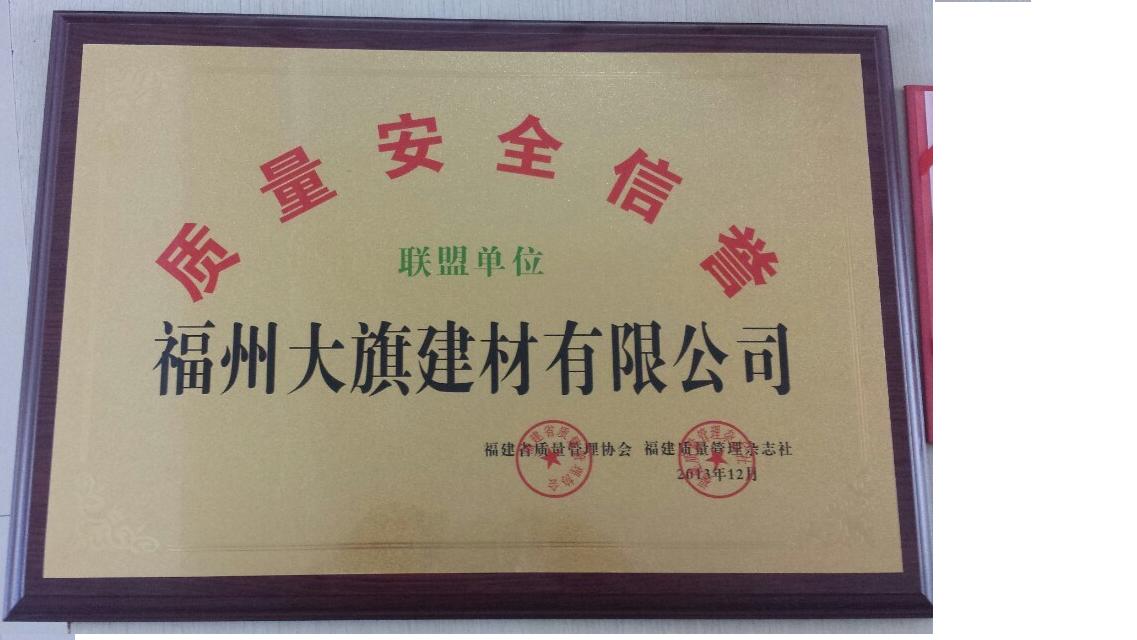 质量安全信誉
联盟单位
福州大旗建材有限公司
福建省质量管理协会 福建质量管理杂志社
2013年12月